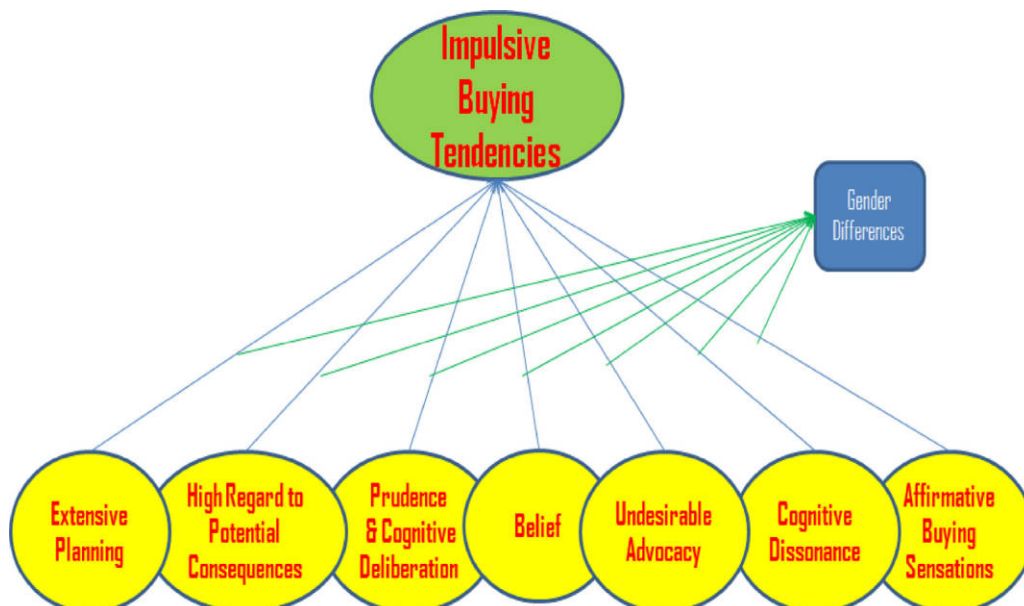 Impulsive
Buying
Tendencies
Gender
Differences
Extensive
Planning
High Regard to
Potential
Consequences
Prudence
& Cognitive
Deliberation
Belief
Undesirable
Advocacy
Cognitive
Dissonance
Affirmative
Buying
Sensations